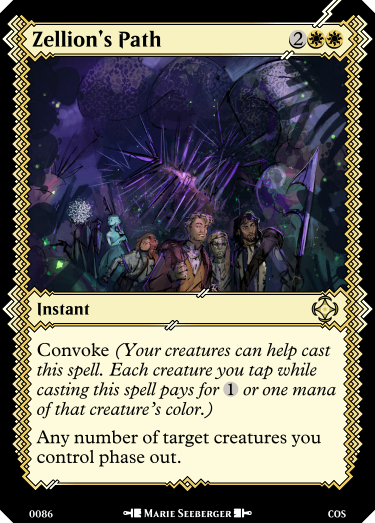 Zellion's Path 2
Instant
Convoke (Your creatures can help cast
this spell. Each creature you tap while
casting this spell pays for 1 or one mana
of that creature's color.)
Any number of target creatures you
control phase out.
0086 Marie Seeberger COS